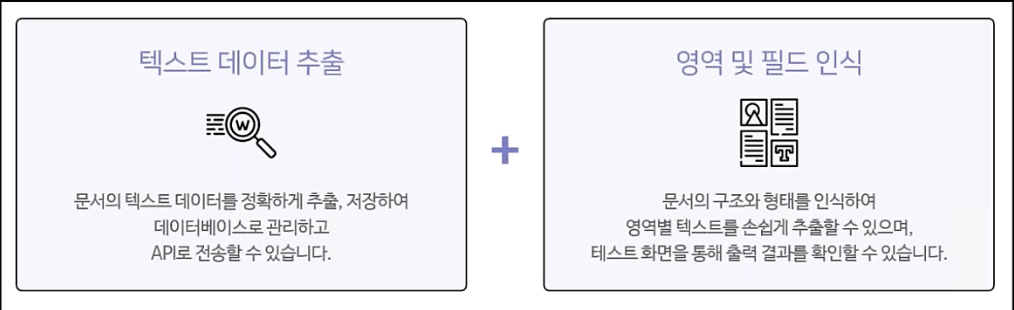 텍스트 데이터 추출
W
문서의 텍스트 데이터를 정확하게 추출, 저장하여
데이터베이스로 관리하고
API로 전송할 수 있습니다.
+
영역 및 필드 인식
T
문서의 구조와 형태를 인식하여
영역별 텍스트를 손쉽게 추출할 수 있으며,
테스트 화면을 통해 출력 결과를 확인할 수 있습니다.